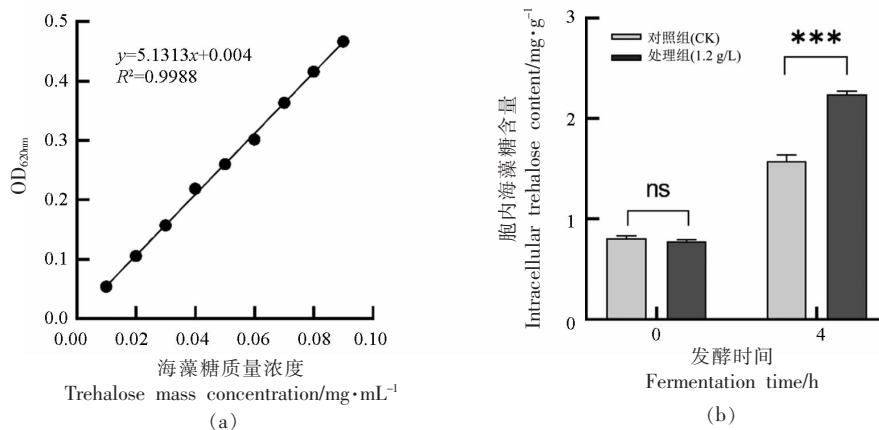 0.5
0.4
0.3
0.2
0.1
0.0
OD620nm
y=5.1313x+0.004
R²=0.9988
0.00
0.02
0.04
0.06
0.08
0.10
海藻糖质量浓度
Trehalose mass concentration/mg·mL⁻¹
(a)
胞内海藻糖含量
Intracellular trehalose content/mg·g⁻¹
3
2
1
0
对照组(CK)
处理组(1.2 g/L)
ns
***
0
4
发酵时间
Fermentation time/h
(b)